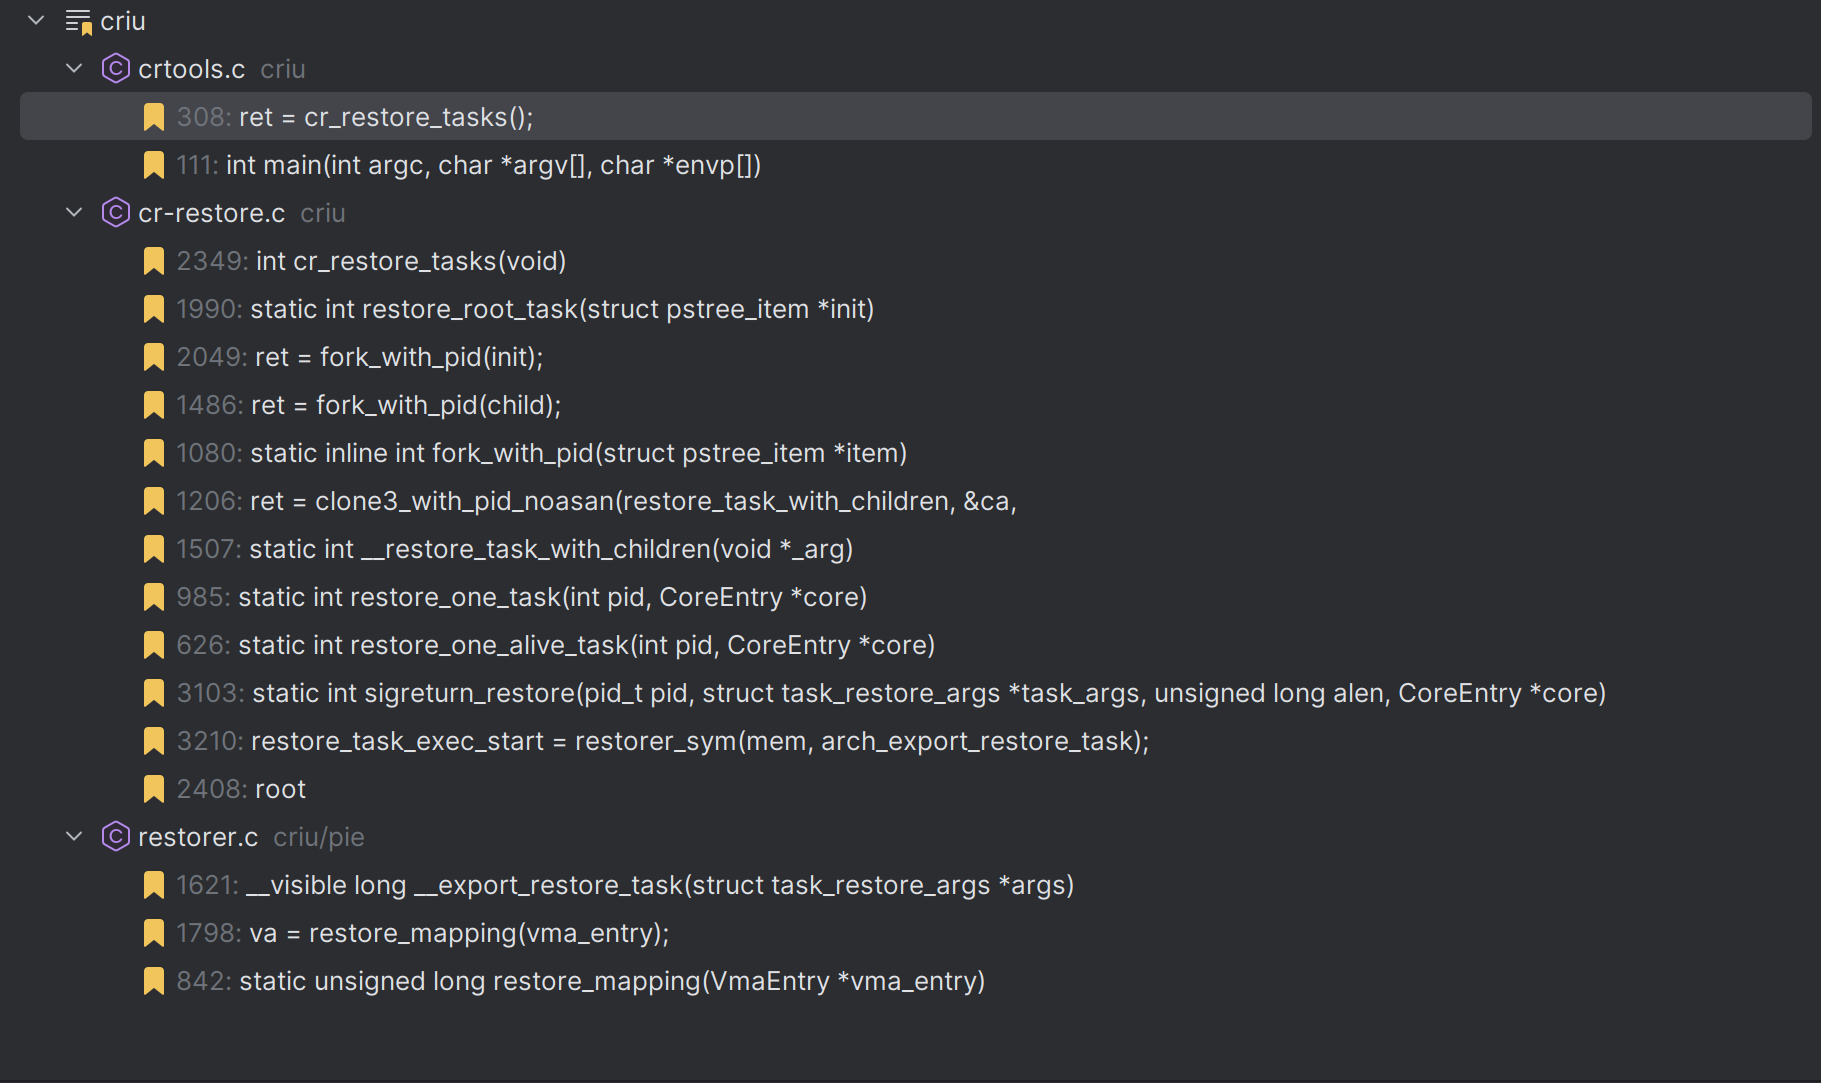 criu
crtools.c criu
308: ret = cr_restore_tasks();
111: int main(int argc, char *argv[], char *envp[])
cr-restore.c criu
2349: int cr_restore_tasks(void)
1990: static int restore_root_task(struct pstree_item *init)
2049: ret = fork_with_pid(init);
1486: ret = fork_with_pid(child);
1080: static inline int fork_with_pid(struct pstree_item *item)
1206: ret = clone3_with_pid_noasan(restore_task_with_children, &ca,
1507: static int __restore_task_with_children(void *_arg)
985: static int restore_one_task(int pid, CoreEntry *core)
626: static int restore_one_alive_task(int pid, CoreEntry *core)
3103: static int sigreturn_restore(pid_t pid, struct task_restore_args *task_args, unsigned long alen, CoreEntry *core)
3210: restore_task_exec_start = restorer_sym(mem, arch_export_restore_task);
2408: root
restorer.c criu/pie
1621: __visible long __export_restore_task(struct task_restore_args *args)
1798: va = restore_mapping(vma_entry);
842: static unsigned long restore_mapping(VmaEntry *vma_entry)